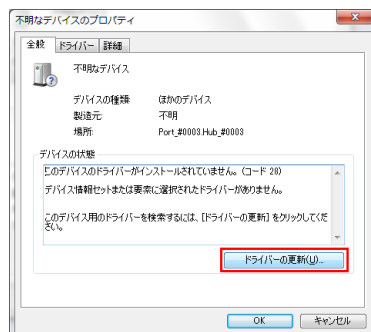 不明なデバイスのプロパティ
全般 ドライバー 詳細
不明なデバイス
デバイスの種類 ほかのデバイス
製造元: 不明
場所: Port_#0003.Hub_#0003
デバイスの状態
このデバイスのドライバーがインストールされていません。(コード 28)
デバイス情報セットまたは要素に選択されたドライバーがありません。
このデバイス用のドライバーを検索するには、[ドライバーの更新] をクリックしてくだ
さい。
ドライバーの更新(U)...
OK キャンセル